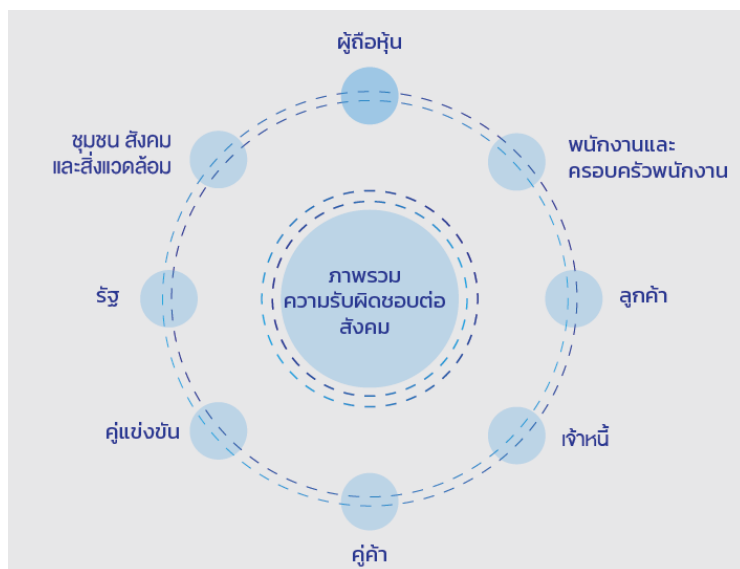 ผู้ถือหุ้น
ชุมชน สังคม
และสิ่งแวดล้อม
พนักงานและ
ครอบครัวพนักงาน
ภาพรวม
ความรับผิดชอบต่อ
สังคม
รัฐ
ลูกค้า
คู่แข่งขัน
เจ้าหนี้
คู่ค้า